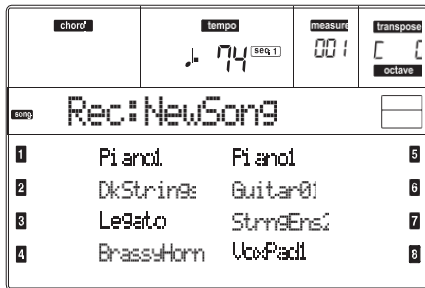 chord tempo measure transpose
74 seq 1 001 C
octave
song Rec:NewSong
1 Piano1 Piano1 5
2 DkStrings Guitar01 6
3 Legato StrngEns2 7
4 BrassyHorn VoxPad1 8